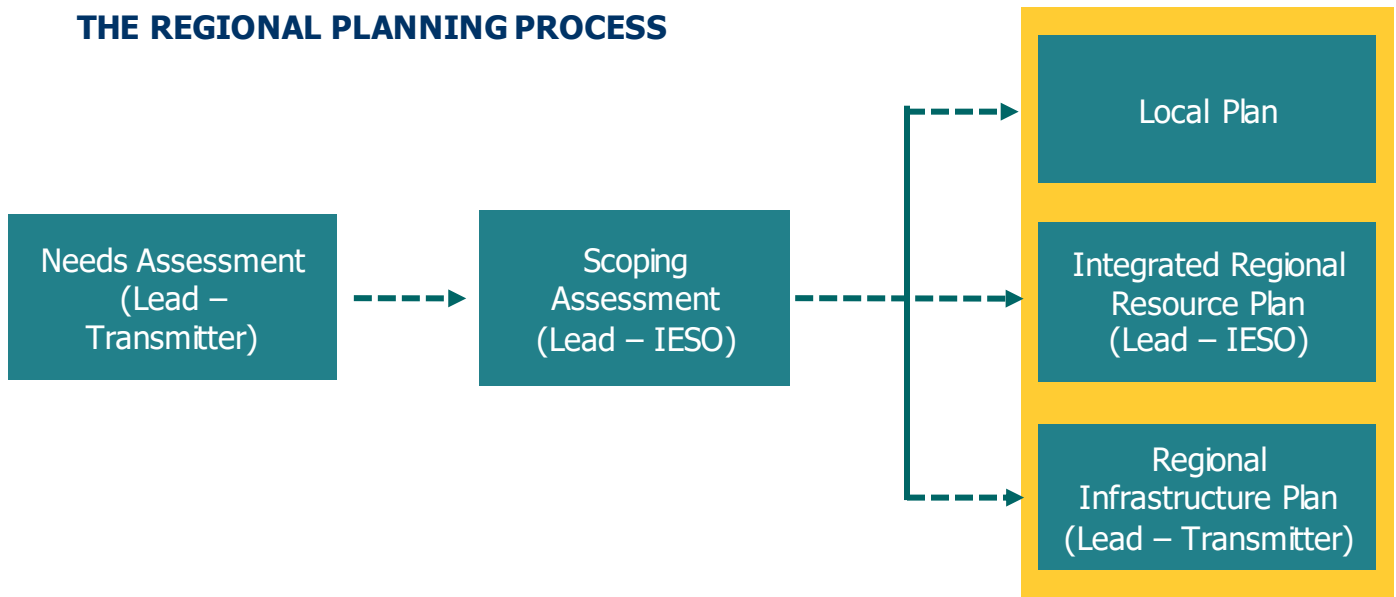 THE REGIONAL PLANNING PROCESS
Needs Assessment
(Lead –
Transmitter)
Scoping
Assessment
(Lead – IESO)
Local Plan
Integrated Regional
Resource Plan
(Lead – IESO)
Regional
Infrastructure Plan
(Lead – Transmitter)